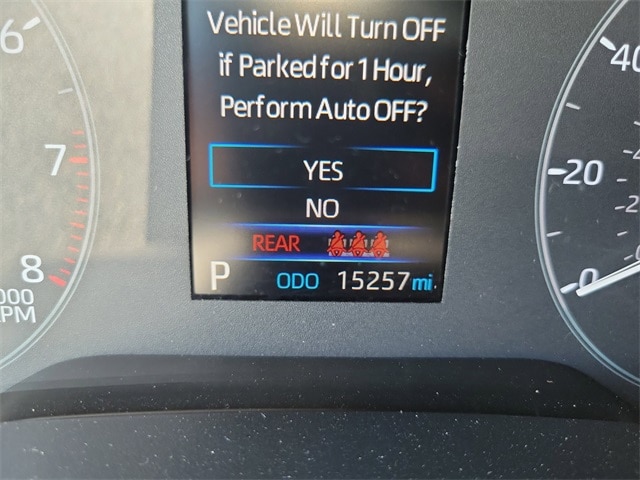 Vehicle Will Turn OFF
if Parked for 1 Hour,
Perform Auto OFF?
YES
NO
REAR
P ODO 15257 mi
6
7
8
000
PM
40
20
0